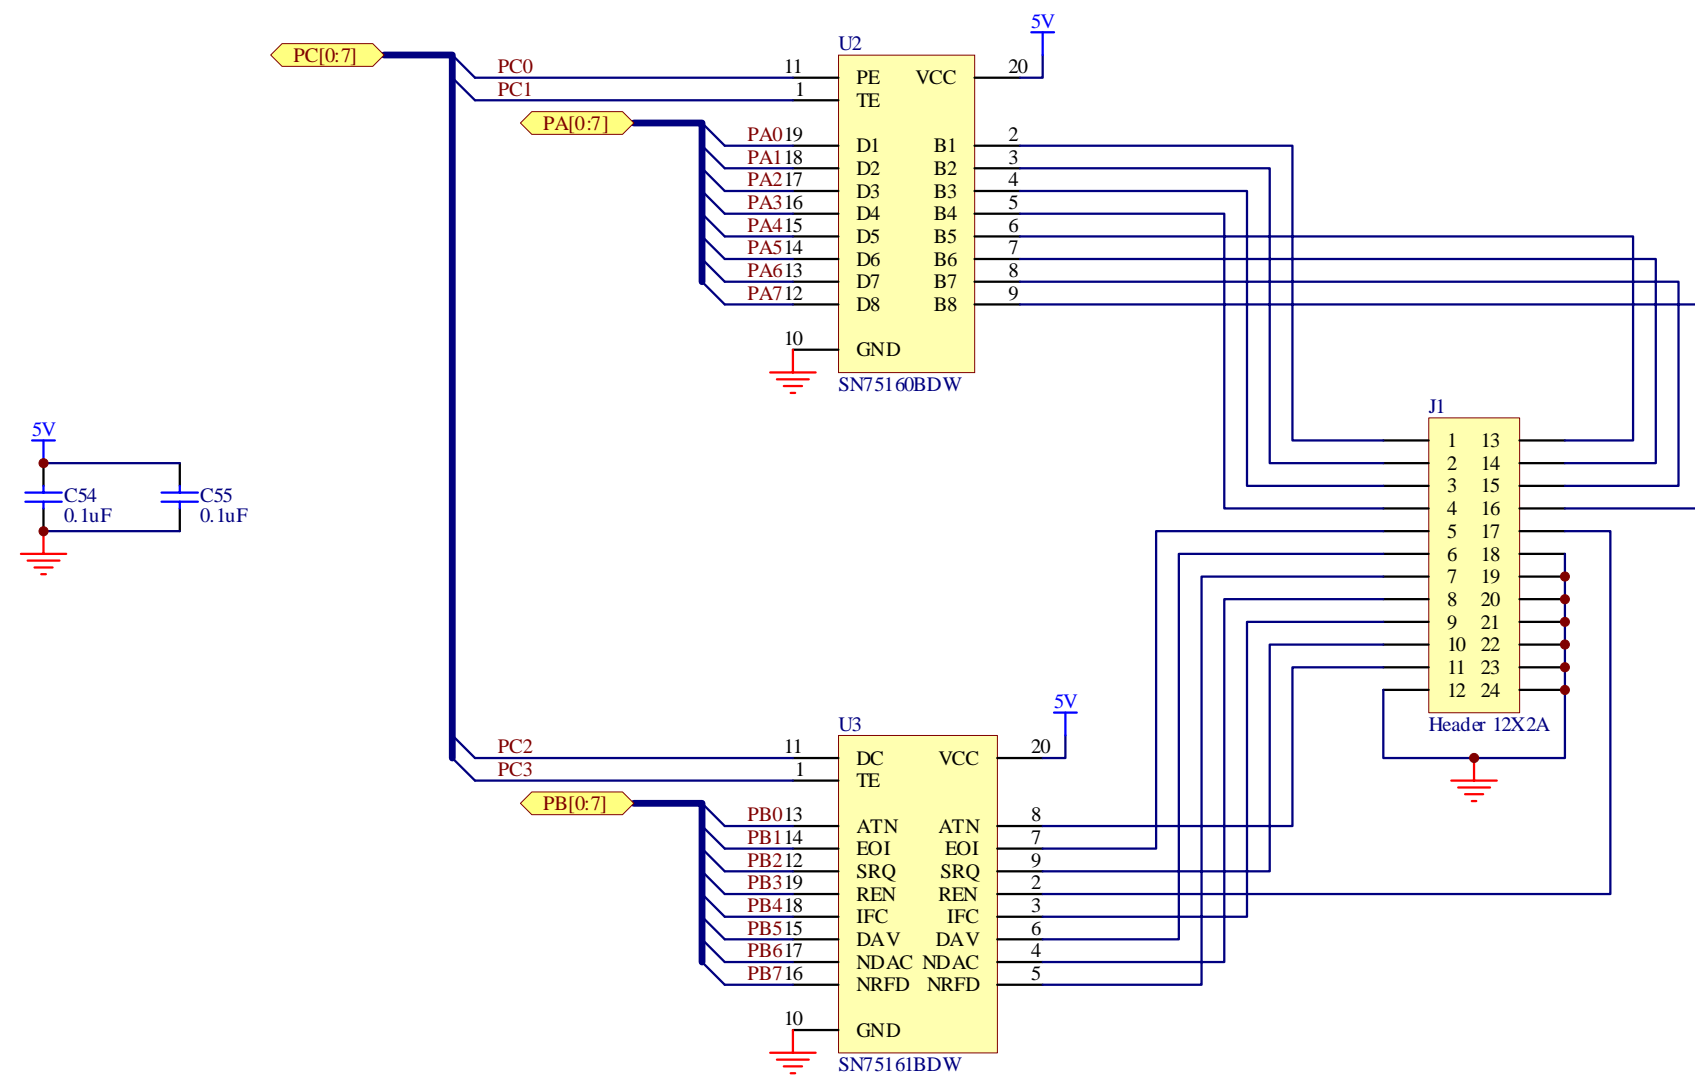 5V
U2
PC[0:7]
PC0 11 PE VCC 20
PC1 1 TE
PA[0:7]
PA0 19 D1 B1 2
PA1 18 D2 B2 3
PA2 17 D3 B3 4
PA3 16 D4 B4 5
PA4 15 D5 B5 6
PA5 14 D6 B6 7
PA6 13 D7 B7 8
PA7 12 D8 B8 9
10 GND
SN75160BDW
J1
5V
C54 0.1uF
C55 0.1uF
1 13
2 14
3 15
4 16
5 17
6 18
7 19
8 20
9 21
10 22
11 23
12 24
Header 12X2A
5V
U3
PC2 11 DC VCC 20
PC3 1 TE
PB[0:7]
PB0 13 ATN ATN 8
PB1 14 EOI EOI 7
PB2 12 SRQ SRQ 9
PB3 19 REN REN 2
PB4 18 IFC IFC 3
PB5 15 DAV DAV 6
PB6 17 NDAC NDAC 4
PB7 16 NRFD NRFD 5
10 GND
SN75161BDW